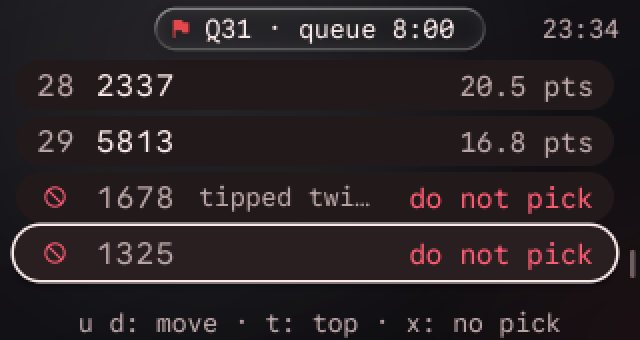 Q31 · queue 8:00
23:34
28 2337 20.5 pts
29 5813 16.8 pts
1678 tipped twi… do not pick
1325 do not pick
u d: move · t: top · x: no pick